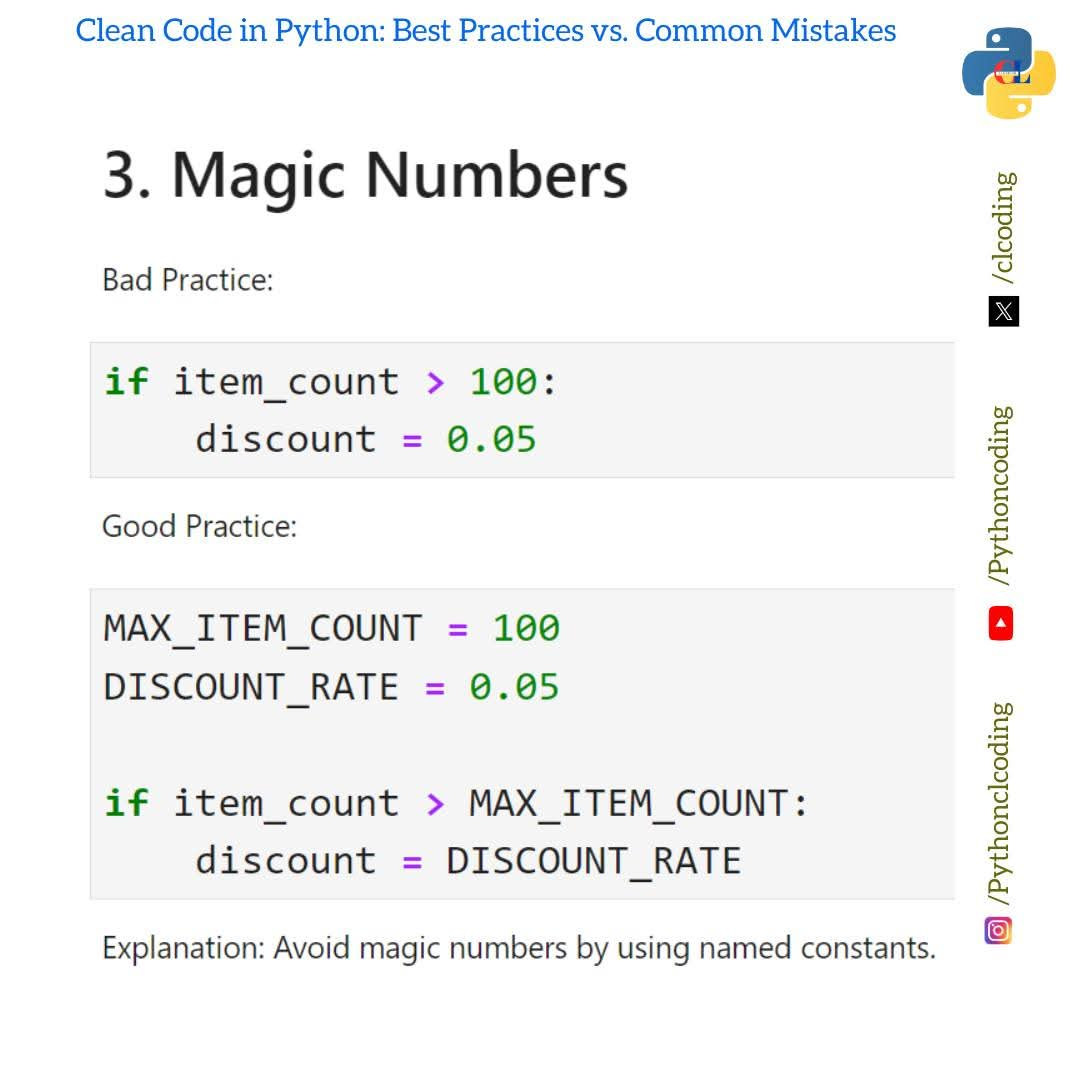 Clean Code in Python: Best Practices vs. Common Mistakes
CL
3. Magic Numbers
Bad Practice:
if item_count > 100:
    discount = 0.05
Good Practice:
MAX_ITEM_COUNT = 100
DISCOUNT_RATE = 0.05
if item_count > MAX_ITEM_COUNT:
    discount = DISCOUNT_RATE
Explanation: Avoid magic numbers by using named constants.
/clcoding
/Pythoncoding
/Pythonclcoding